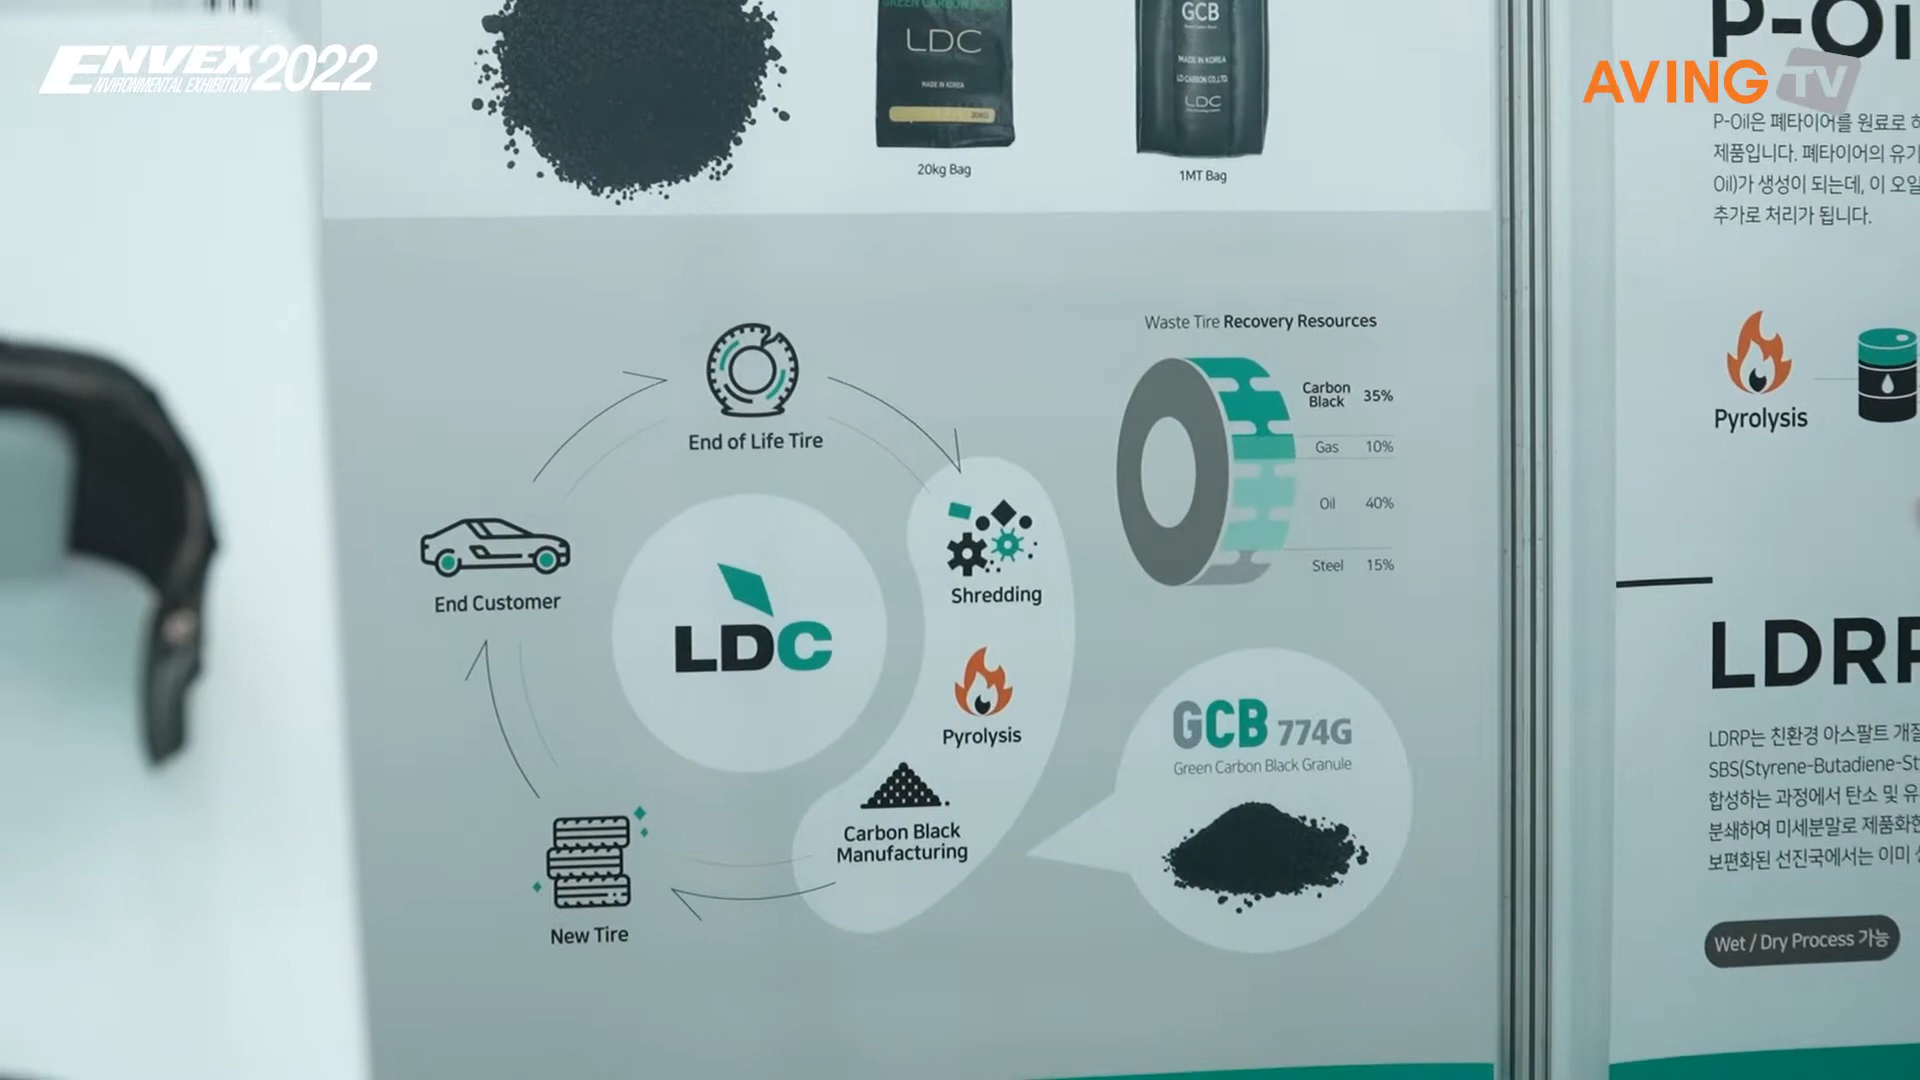 ENVEX2022
ENVIRONMENTAL EXHIBITION
AVING TV
GREEN CARBON BLACK
LDC
MADE IN KOREA
20KG
20kg Bag
GCB
MADE IN KOREA
LD CARBON CO.,LTD.
LDC
1MT Bag
End of Life Tire
Shredding
Pyrolysis
Carbon Black
Manufacturing
New Tire
End Customer
LDC
Waste Tire Recovery Resources
Carbon
Black 35%
Gas 10%
Oil 40%
Steel 15%
GCB 774G
Green Carbon Black Granule
P-Oi
P-Oil은 폐타이어를 원료로
제품입니다. 폐타이어의 유기
Oil)가 생성이 되는데, 이 오일
추가로 처리가 됩니다.
Pyrolysis
LDRP
LDRP는 친환경 아스팔트 개질
SBS(Styrene-Butadiene-St
합성하는 과정에서 탄소 및 유
분쇄하여 미세분말로 제품화한
보편화된 선진국에서는 이미
Wet / Dry Process 가능